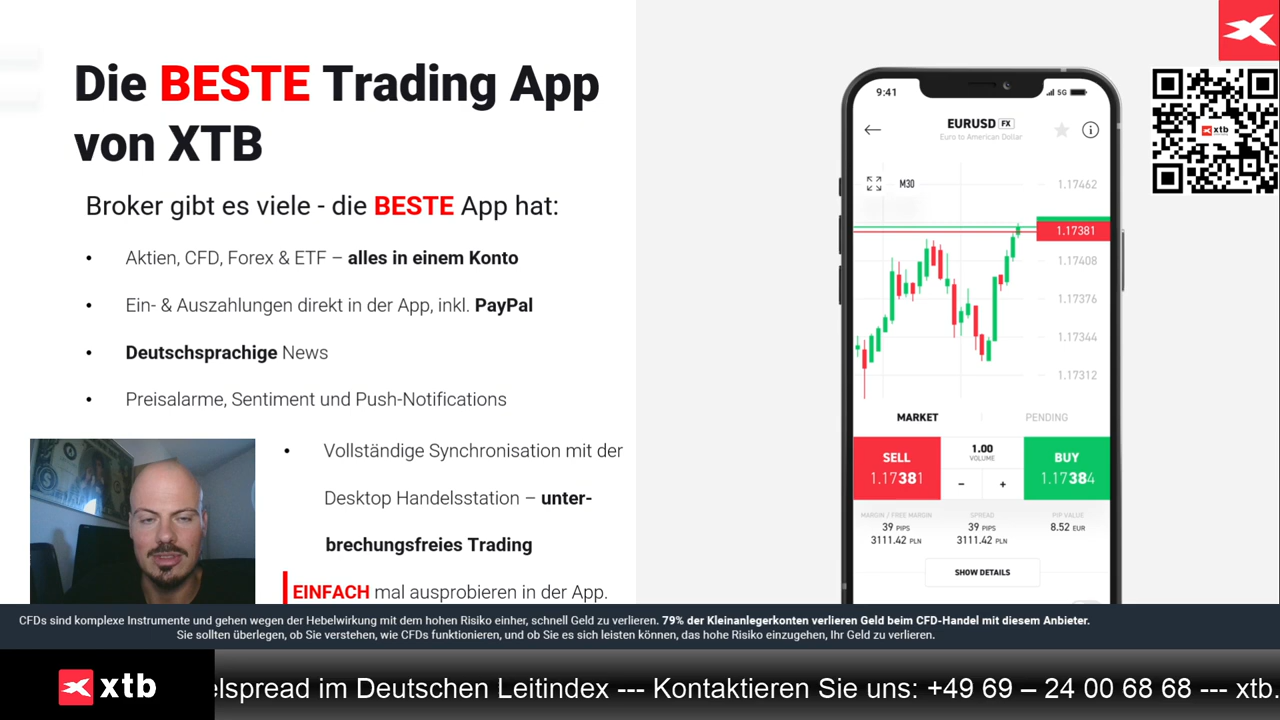 Die BESTE Trading App
von XTB
Broker gibt es viele - die BESTE App hat:
• Aktien, CFD, Forex & ETF – alles in einem Konto
• Ein- & Auszahlungen direkt in der App, inkl. PayPal
• Deutschsprachige News
• Preisalarme, Sentiment und Push-Notifications
• Vollständige Synchronisation mit der
Desktop Handelsstation – unter-
brechungsfreies Trading
EINFACH mal ausprobieren in der App.
9:41
5G
EURUSD FX
Euro to American Dollar
M30
1.17462
1.17381
1.17408
1.17376
1.17344
1.17312
MARKET PENDING
SELL
1.17381
1.00
VOLUME
− +
BUY
1.17384
MARGIN / FREE MARGIN SPREAD PIP VALUE
39 PIPS 39 PIPS 8.52 EUR
3111.42 PLN 3111.42 PLN
SHOW DETAILS
xtb
CFDs sind komplexe Instrumente und gehen wegen der Hebelwirkung mit dem hohen Risiko einher, schnell Geld zu verlieren. 79% der Kleinanlegerkonten verlieren Geld beim CFD-Handel mit diesem Anbieter.
Sie sollten überlegen, ob Sie verstehen, wie CFDs funktionieren, und ob Sie es sich leisten können, das hohe Risiko einzugehen, Ihr Geld zu verlieren.
xtb
elspread im Deutschen Leitindex --- Kontaktieren Sie uns: +49 69 – 24 00 68 68 --- xtb.